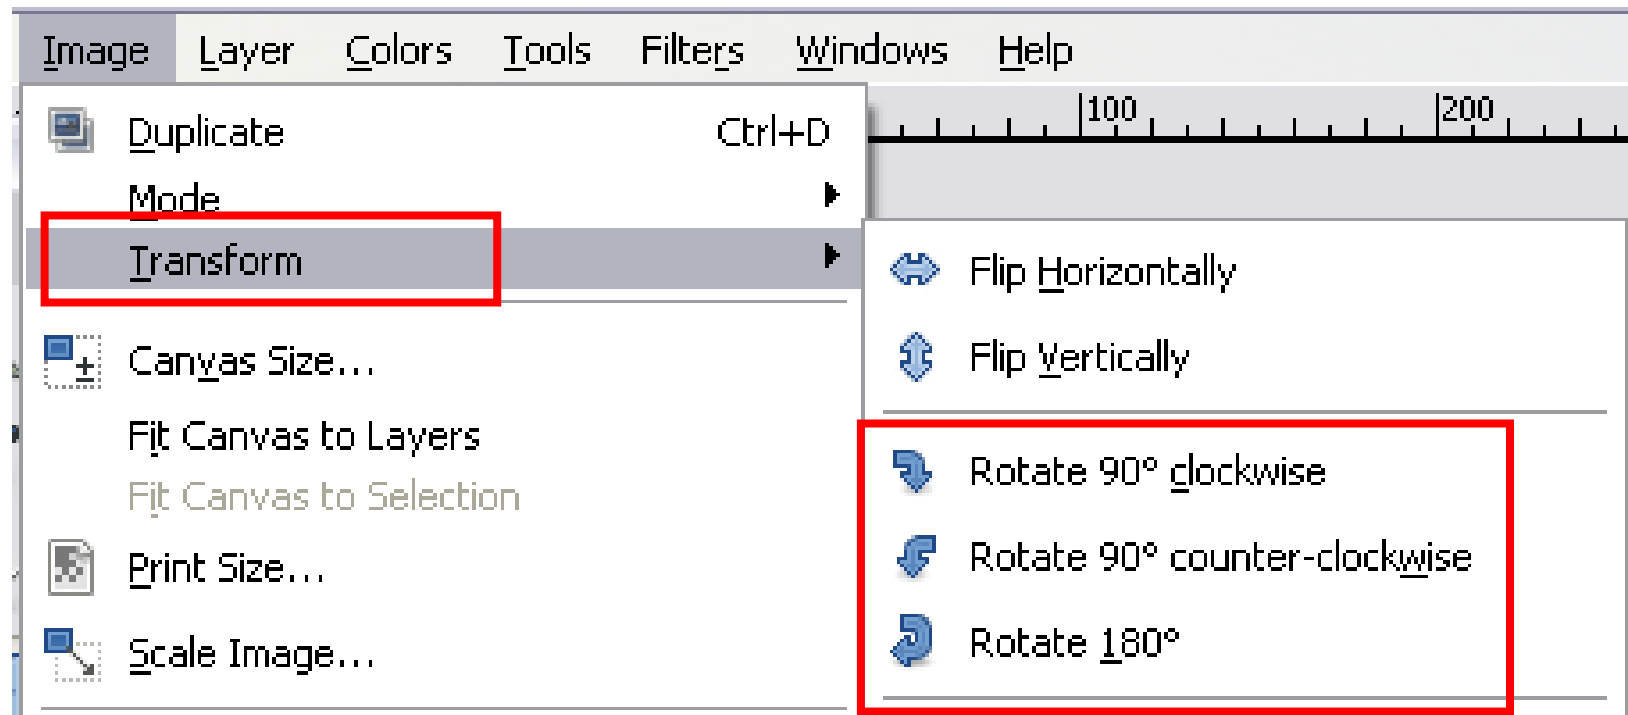 Image Layer Colors Tools Filters Windows Help
100 200
Duplicate Ctrl+D
Mode
Transform
Canvas Size...
Fit Canvas to Layers
Fit Canvas to Selection
Print Size...
Scale Image...
Flip Horizontally
Flip Vertically
Rotate 90° clockwise
Rotate 90° counter-clockwise
Rotate 180°